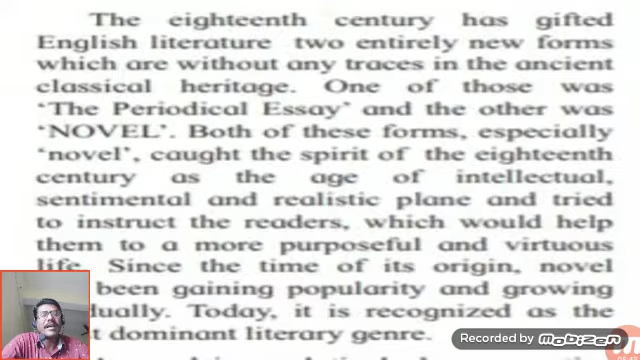 The eighteenth century has gifted
English literature two entirely new forms
which are without any traces in the ancient
classical heritage. One of those was
'The Periodical Essay' and the other was
'NOVEL'. Both of these forms, especially
'novel', caught the spirit of the eighteenth
century as the age of intellectual,
sentimental and realistic plane and tried
to instruct the readers, which would help
them to a more purposeful and virtuous
life. Since the time of its origin, novel
been gaining popularity and growing
dually. Today, it is recognized as the
t dominant literary genre.
Recorded by MOBIZEN